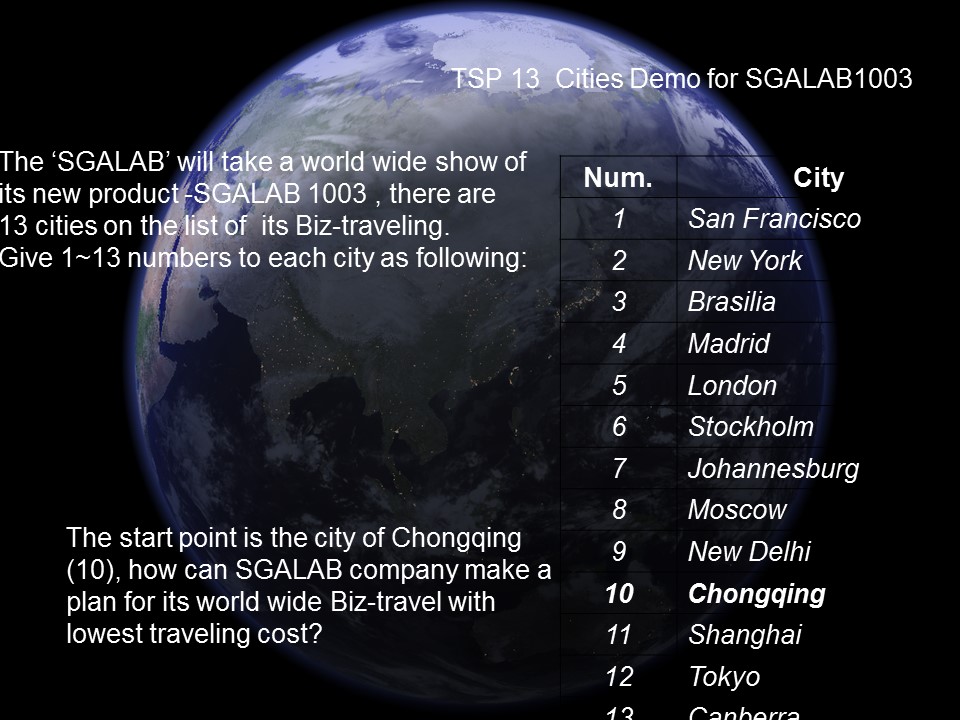 TSP 13 Cities Demo for SGALAB1003
The ‘SGALAB’ will take a world wide show of
its new product -SGALAB 1003 , there are
13 cities on the list of its Biz-traveling.
Give 1~13 numbers to each city as following:
Num. City
1 San Francisco
2 New York
3 Brasilia
4 Madrid
5 London
6 Stockholm
7 Johannesburg
8 Moscow
9 New Delhi
10 Chongqing
11 Shanghai
12 Tokyo
13 Canberra
The start point is the city of Chongqing
(10), how can SGALAB company make a
plan for its world wide Biz-travel with
lowest traveling cost?